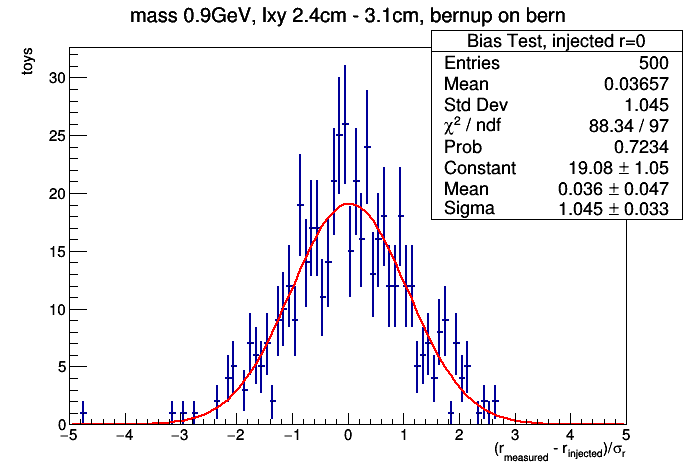 mass 0.9GeV, lxy 2.4cm - 3.1cm, bernup on bern
toys
Bias Test, injected r=0
Entries 500
Mean 0.03657
Std Dev 1.045
χ² / ndf 88.34 / 97
Prob 0.7234
Constant 19.08 ± 1.05
Mean 0.036 ± 0.047
Sigma 1.045 ± 0.033
30
25
20
15
10
5
0
−5 −4 −3 −2 −1 0 1 2 3 4 5
(r_measured - r_injected)/σ_r